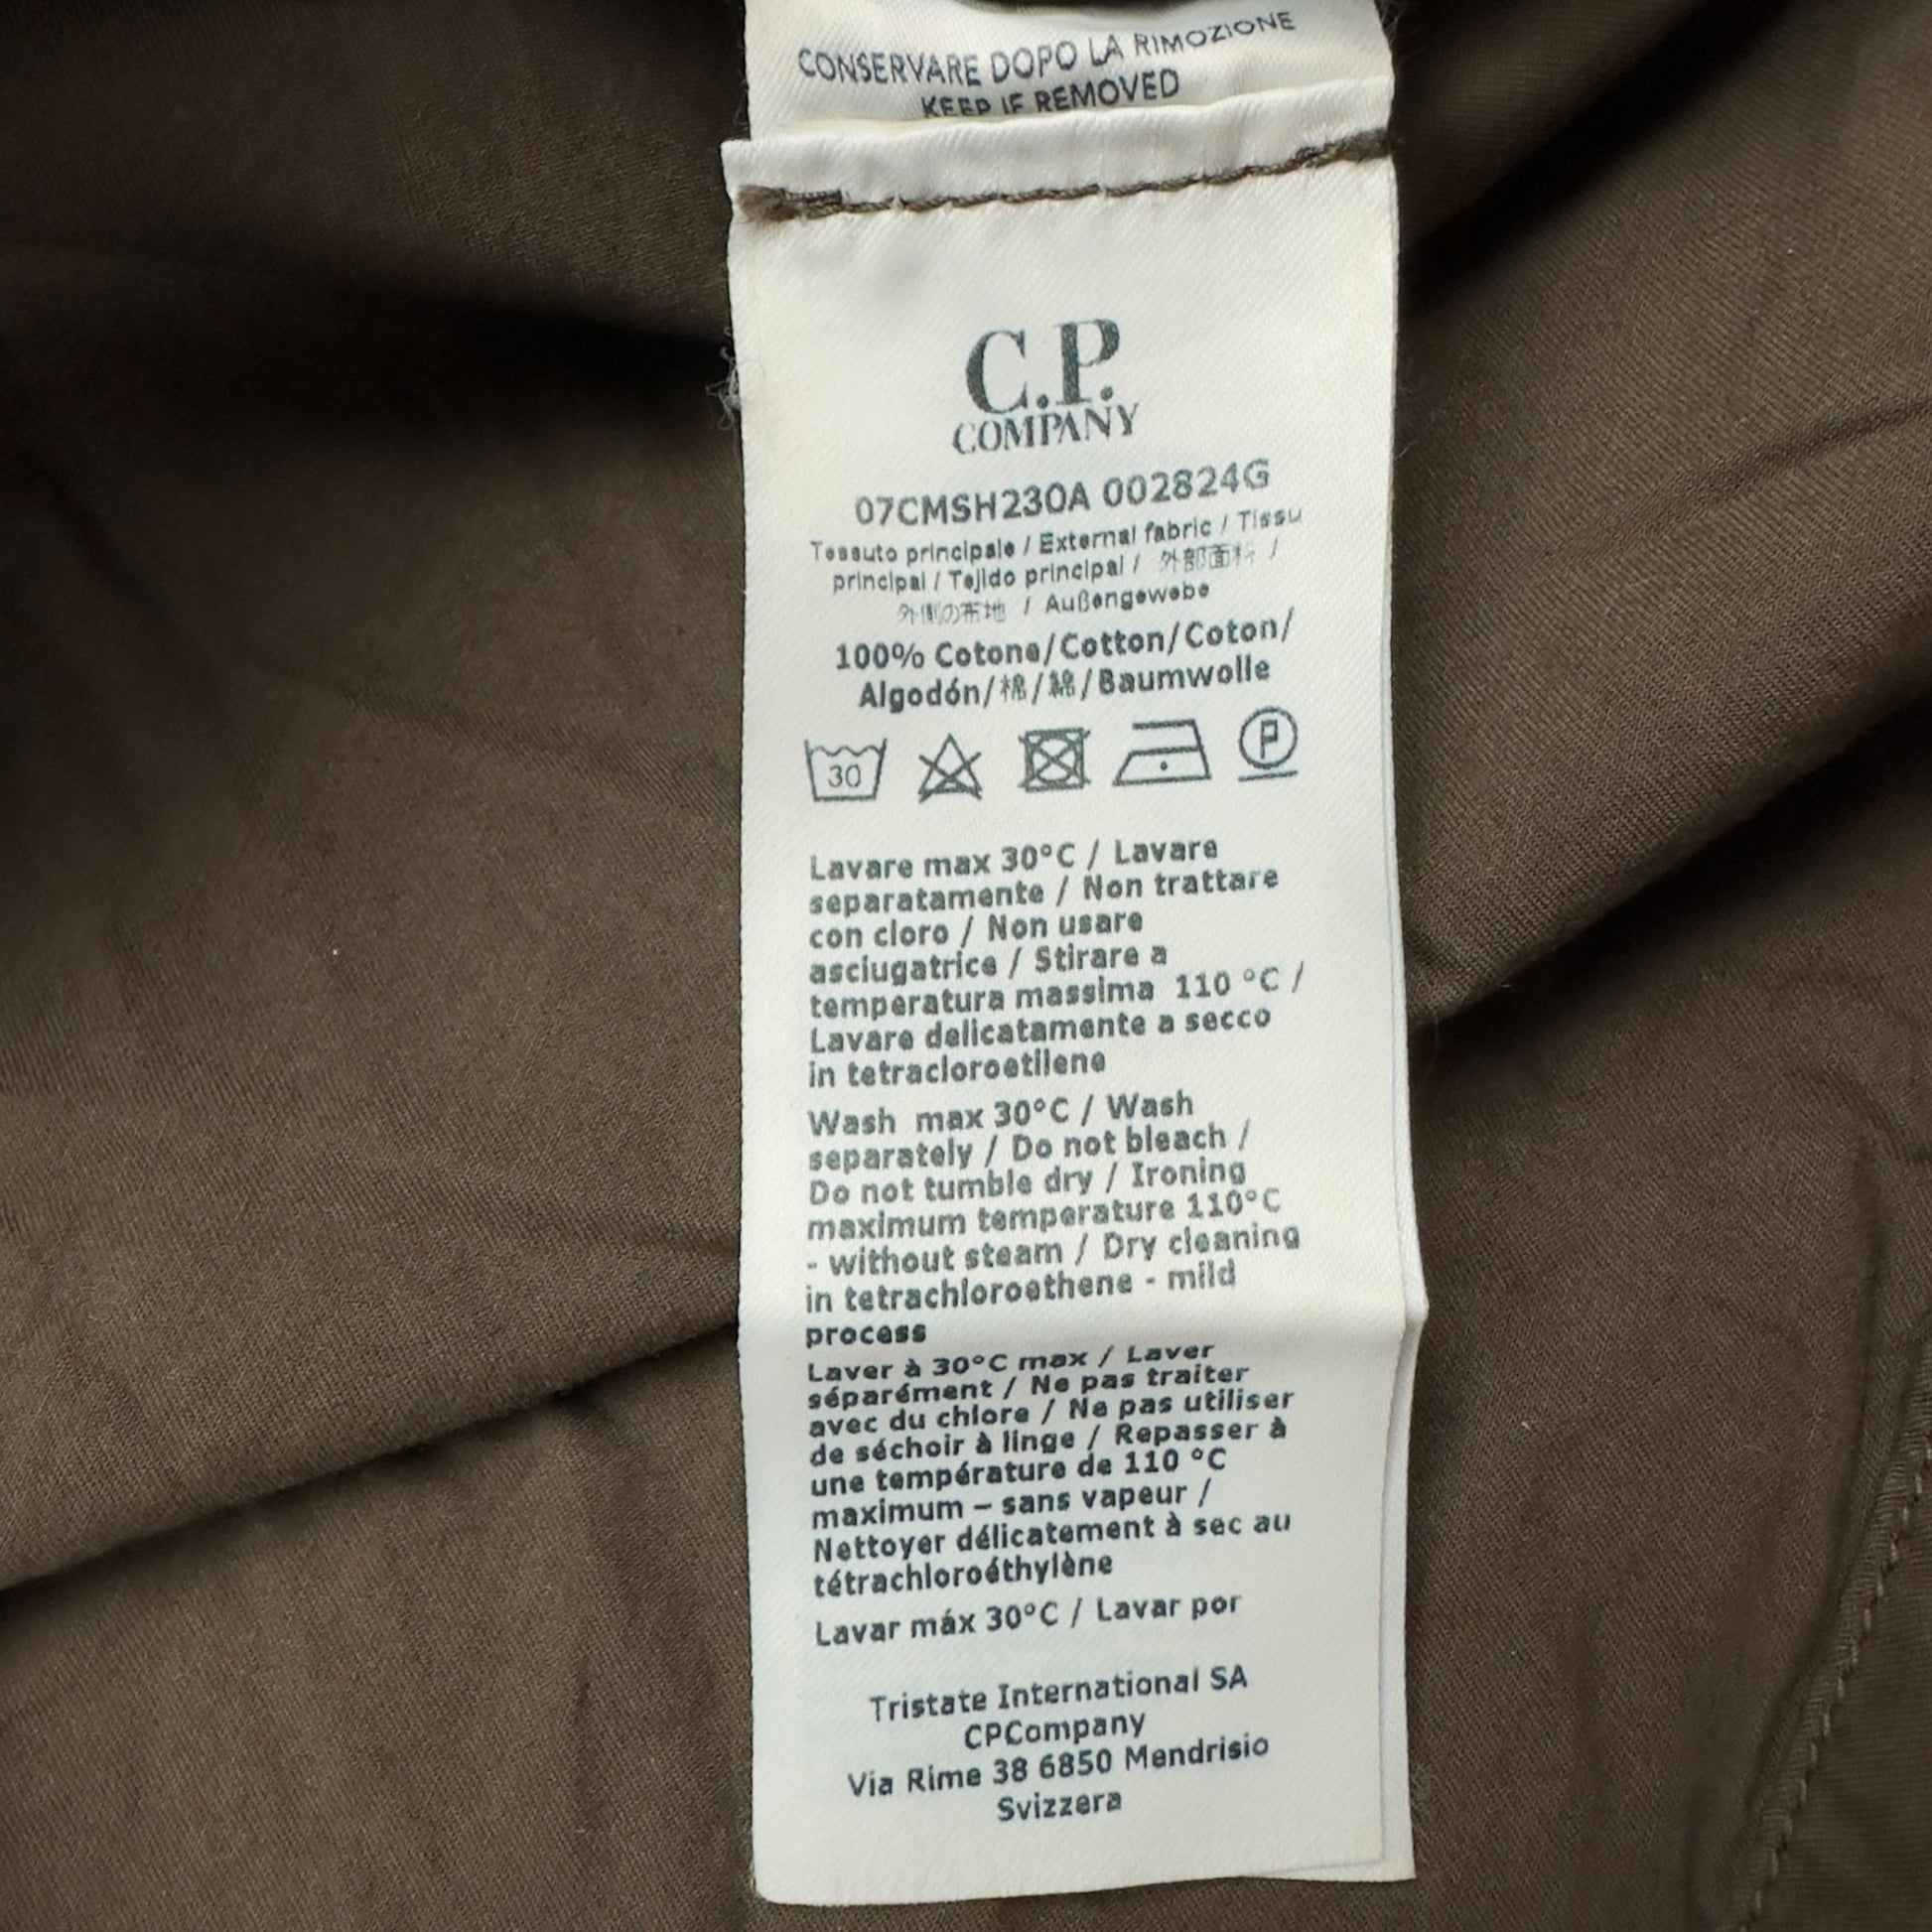 CONSERVARE DOPO LA RIMOZIONE
KEEP IF REMOVED
C.P.
COMPANY
07CMSH230A 002824G
Tessuto principale / External fabric / Tissu
principal / Tejido principal / 外部面料 /
外側の布地 / Außengewebe
100% Cotone/Cotton/Coton/
Algodón/棉/綿/Baumwolle
30
P
Lavare max 30°C / Lavare
separatamente / Non trattare
con cloro / Non usare
asciugatrice / Stirare a
temperatura massima 110 °C /
Lavare delicatamente a secco
in tetracloroetilene
Wash max 30°C / Wash
separately / Do not bleach /
Do not tumble dry / Ironing
maximum temperature 110°C
- without steam / Dry cleaning
in tetrachloroethene - mild
process
Laver à 30°C max / Laver
séparément / Ne pas traiter
avec du chlore / Ne pas utiliser
de séchoir à linge / Repasser à
une température de 110 °C
maximum – sans vapeur /
Nettoyer délicatement à sec au
tétrachloroéthylène
Lavar máx 30°C / Lavar por
Tristate International SA
CPCompany
Via Rime 38 6850 Mendrisio
Svizzera